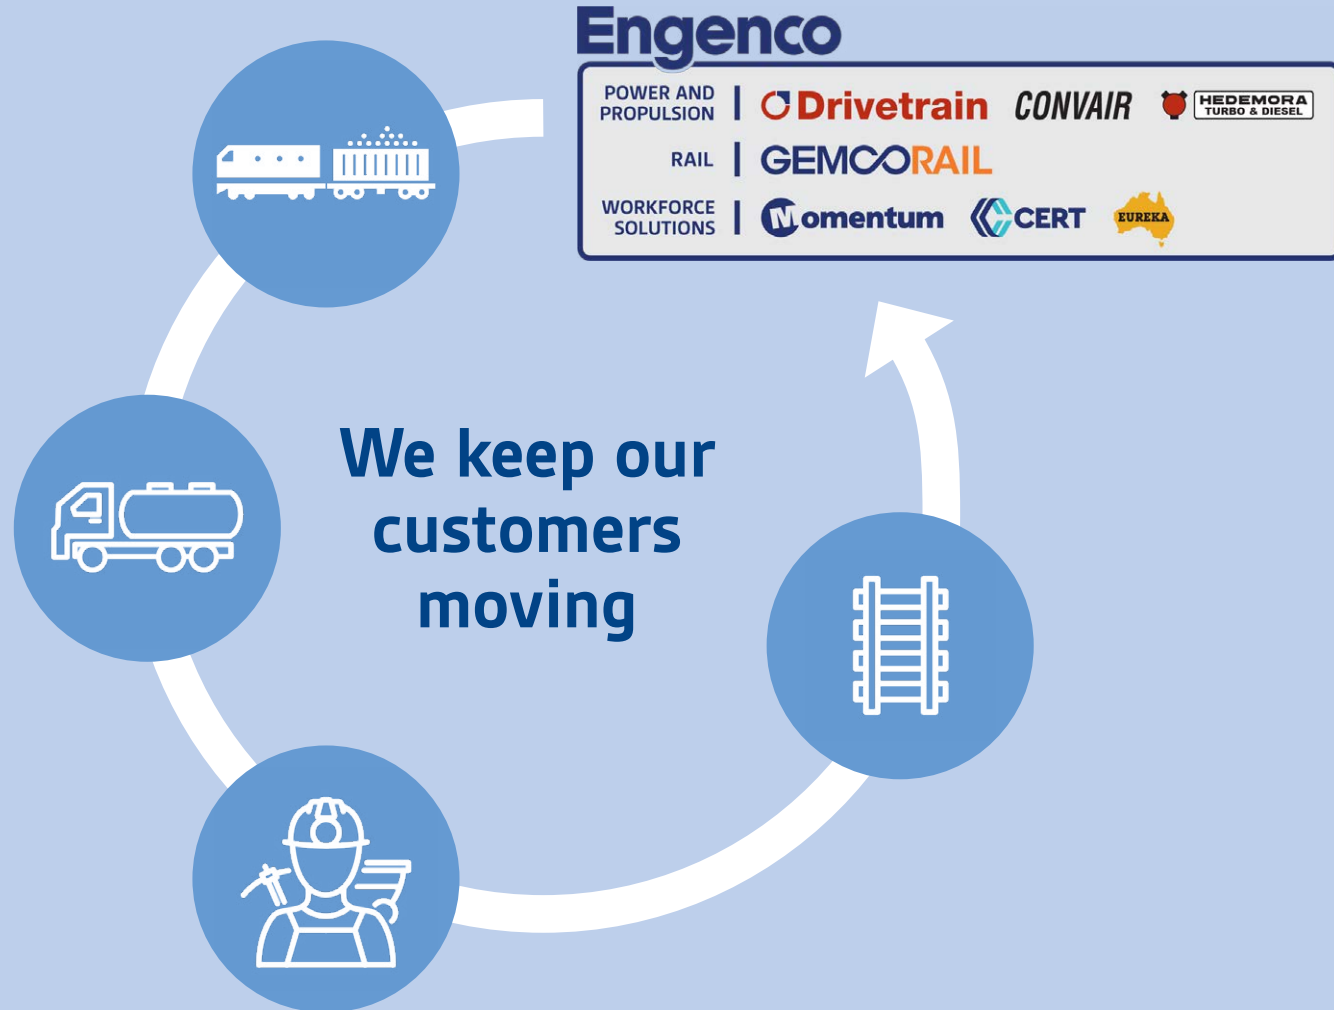 Engenco
POWER AND
PROPULSION
Drivetrain CONVAIR HEDEMORA
TURBO & DIESEL
RAIL GEMCORAIL
WORKFORCE
SOLUTIONS
Momentum CERT EUREKA
We keep our
customers
moving